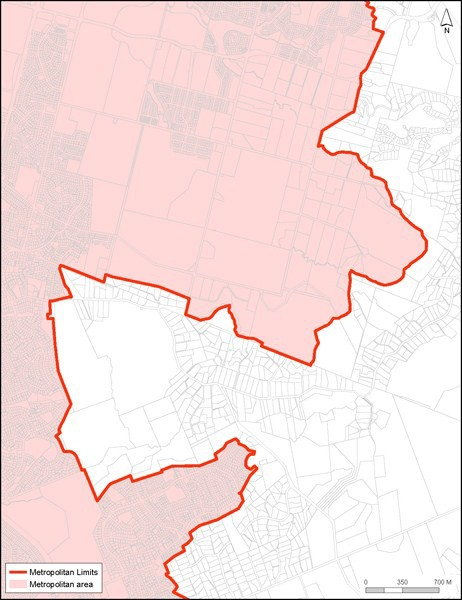 N
Metropolitan Limits
Metropolitan area
0 350 700 M